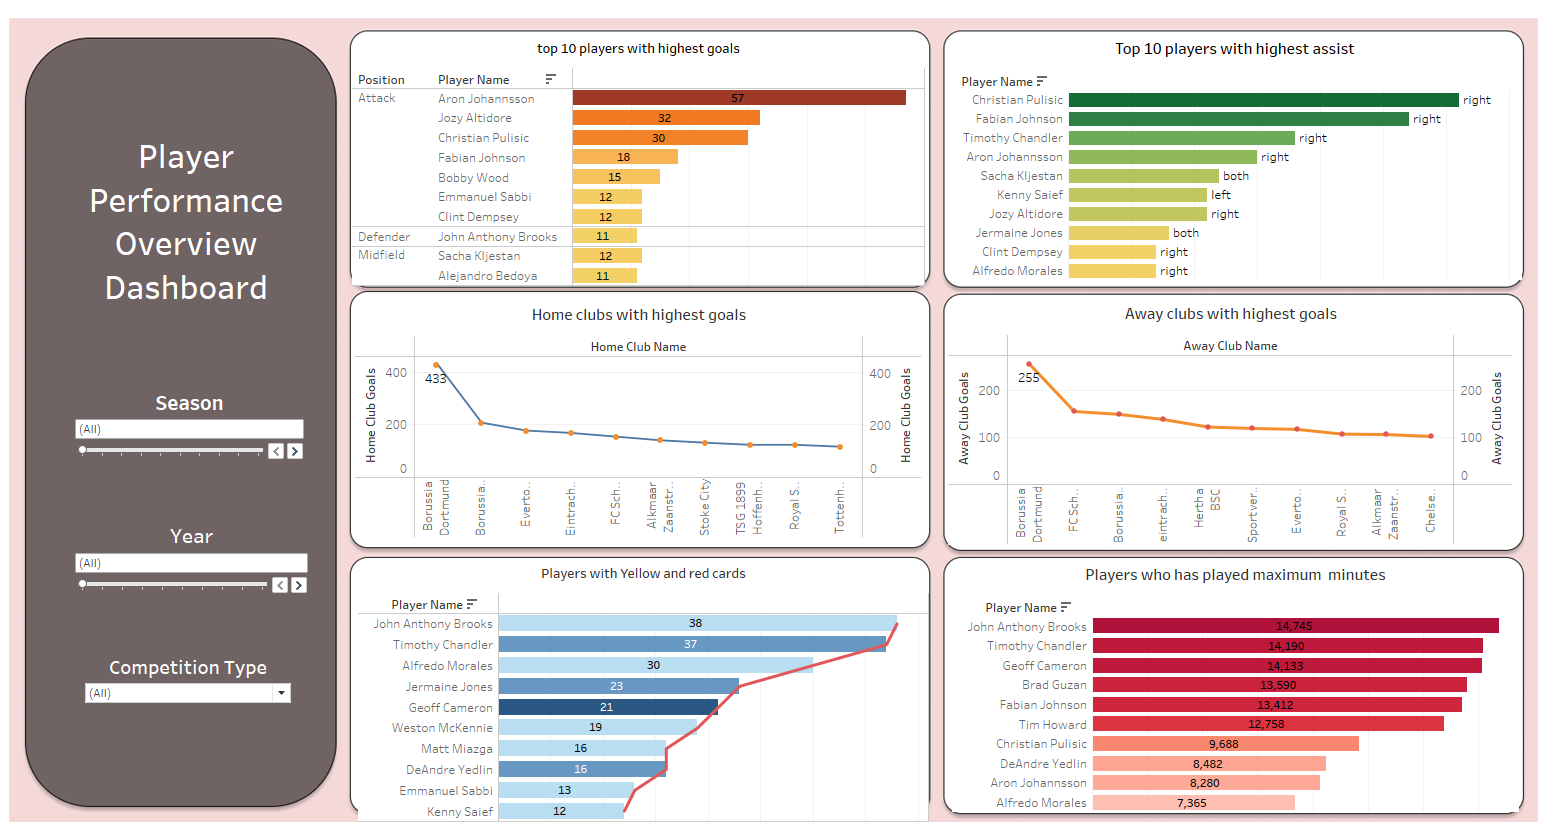 Player
Performance
Overview
Dashboard
Season
(All)
Year
(All)
Competition Type
(All)
top 10 players with highest goals
Position Player Name
Attack Aron Johannsson 57
Jozy Altidore 32
Christian Pulisic 30
Fabian Johnson 18
Bobby Wood 15
Emmanuel Sabbi 12
Clint Dempsey 12
Defender John Anthony Brooks 11
Midfield Sacha Kljestan 12
Alejandro Bedoya 11
Top 10 players with highest assist
Player Name
Christian Pulisic right
Fabian Johnson right
Timothy Chandler right
Aron Johannsson right
Sacha Kljestan both
Kenny Saief left
Jozy Altidore right
Jermaine Jones both
Clint Dempsey right
Alfredo Morales right
Home clubs with highest goals
Home Club Name
Home Club Goals
400
200
0
433
400
200
0
Home Club Goals
Borussia
Dortmund
Borussia..
Everto..
Eintrach..
FC Sch..
Alkmaar
Zaanstr..
Stoke City
TSG 1899
Hoffenh..
Royal S..
Tottenh..
Away clubs with highest goals
Away Club Name
Away Club Goals
200
100
0
255
200
100
0
Away Club Goals
Borussia
Dortmund
FC Sch..
Borussia..
eintrach..
Hertha
BSC
Sportver..
Everto..
Royal S..
Alkmaar
Zaanstr..
Chelse..
Players with Yellow and red cards
Player Name
John Anthony Brooks 38
Timothy Chandler 37
Alfredo Morales 30
Jermaine Jones 23
Geoff Cameron 21
Weston McKennie 19
Matt Miazga 16
DeAndre Yedlin 16
Emmanuel Sabbi 13
Kenny Saief 12
Players who has played maximum minutes
Player Name
John Anthony Brooks 14,745
Timothy Chandler 14,190
Geoff Cameron 14,133
Brad Guzan 13,590
Fabian Johnson 13,412
Tim Howard 12,758
Christian Pulisic 9,688
DeAndre Yedlin 8,482
Aron Johannsson 8,280
Alfredo Morales 7,365